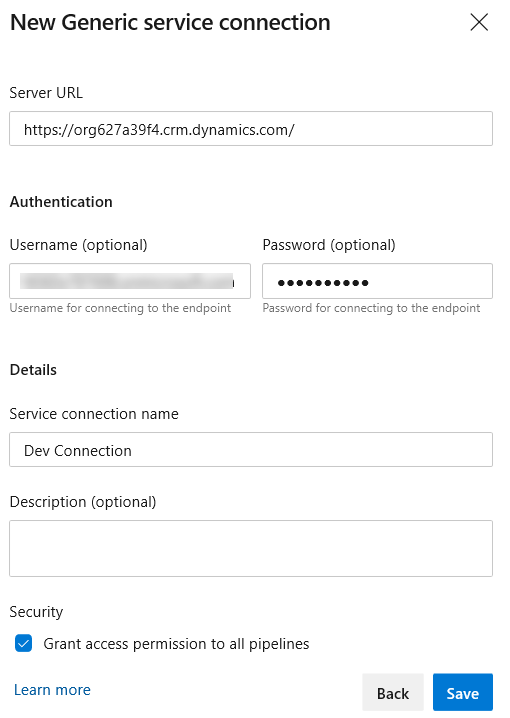 New Generic service connection
Server URL
https://org627a39f4.crm.dynamics.com/
Authentication
Username (optional) Password (optional)
●●●●●●●●●●
Username for connecting to the endpoint Password for connecting to the endpoint
Details
Service connection name
Dev Connection
Description (optional)
Security
Grant access permission to all pipelines
Learn more Back Save